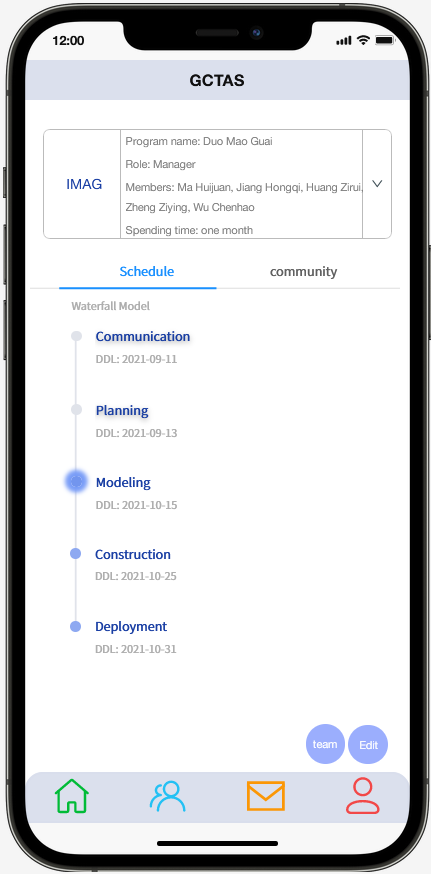 12:00
GCTAS
IMAG
Program name: Duo Mao Guai
Role: Manager
Members: Ma Huijuan, Jiang Hongqi, Huang Zirui,
Zheng Ziying, Wu Chenhao
Spending time: one month
Schedule
community
Waterfall Model
Communication
DDL: 2021-09-11
Planning
DDL: 2021-09-13
Modeling
DDL: 2021-10-15
Construction
DDL: 2021-10-25
Deployment
DDL: 2021-10-31
team
Edit